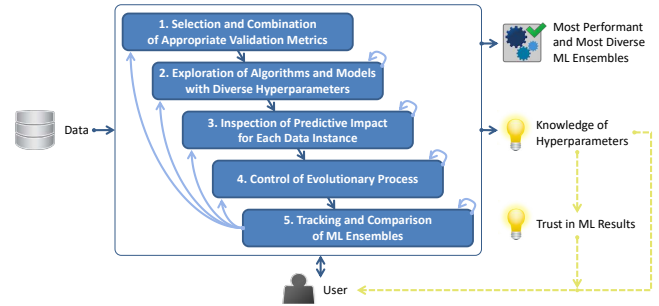 1. Selection and Combination
of Appropriate Validation Metrics
2. Exploration of Algorithms and Models
with Diverse Hyperparameters
3. Inspection of Predictive Impact
for Each Data Instance
4. Control of Evolutionary Process
5. Tracking and Comparison
of ML Ensembles
Data
User
Most Performant
and Most Diverse
ML Ensembles
Knowledge of
Hyperparameters
Trust in ML Results